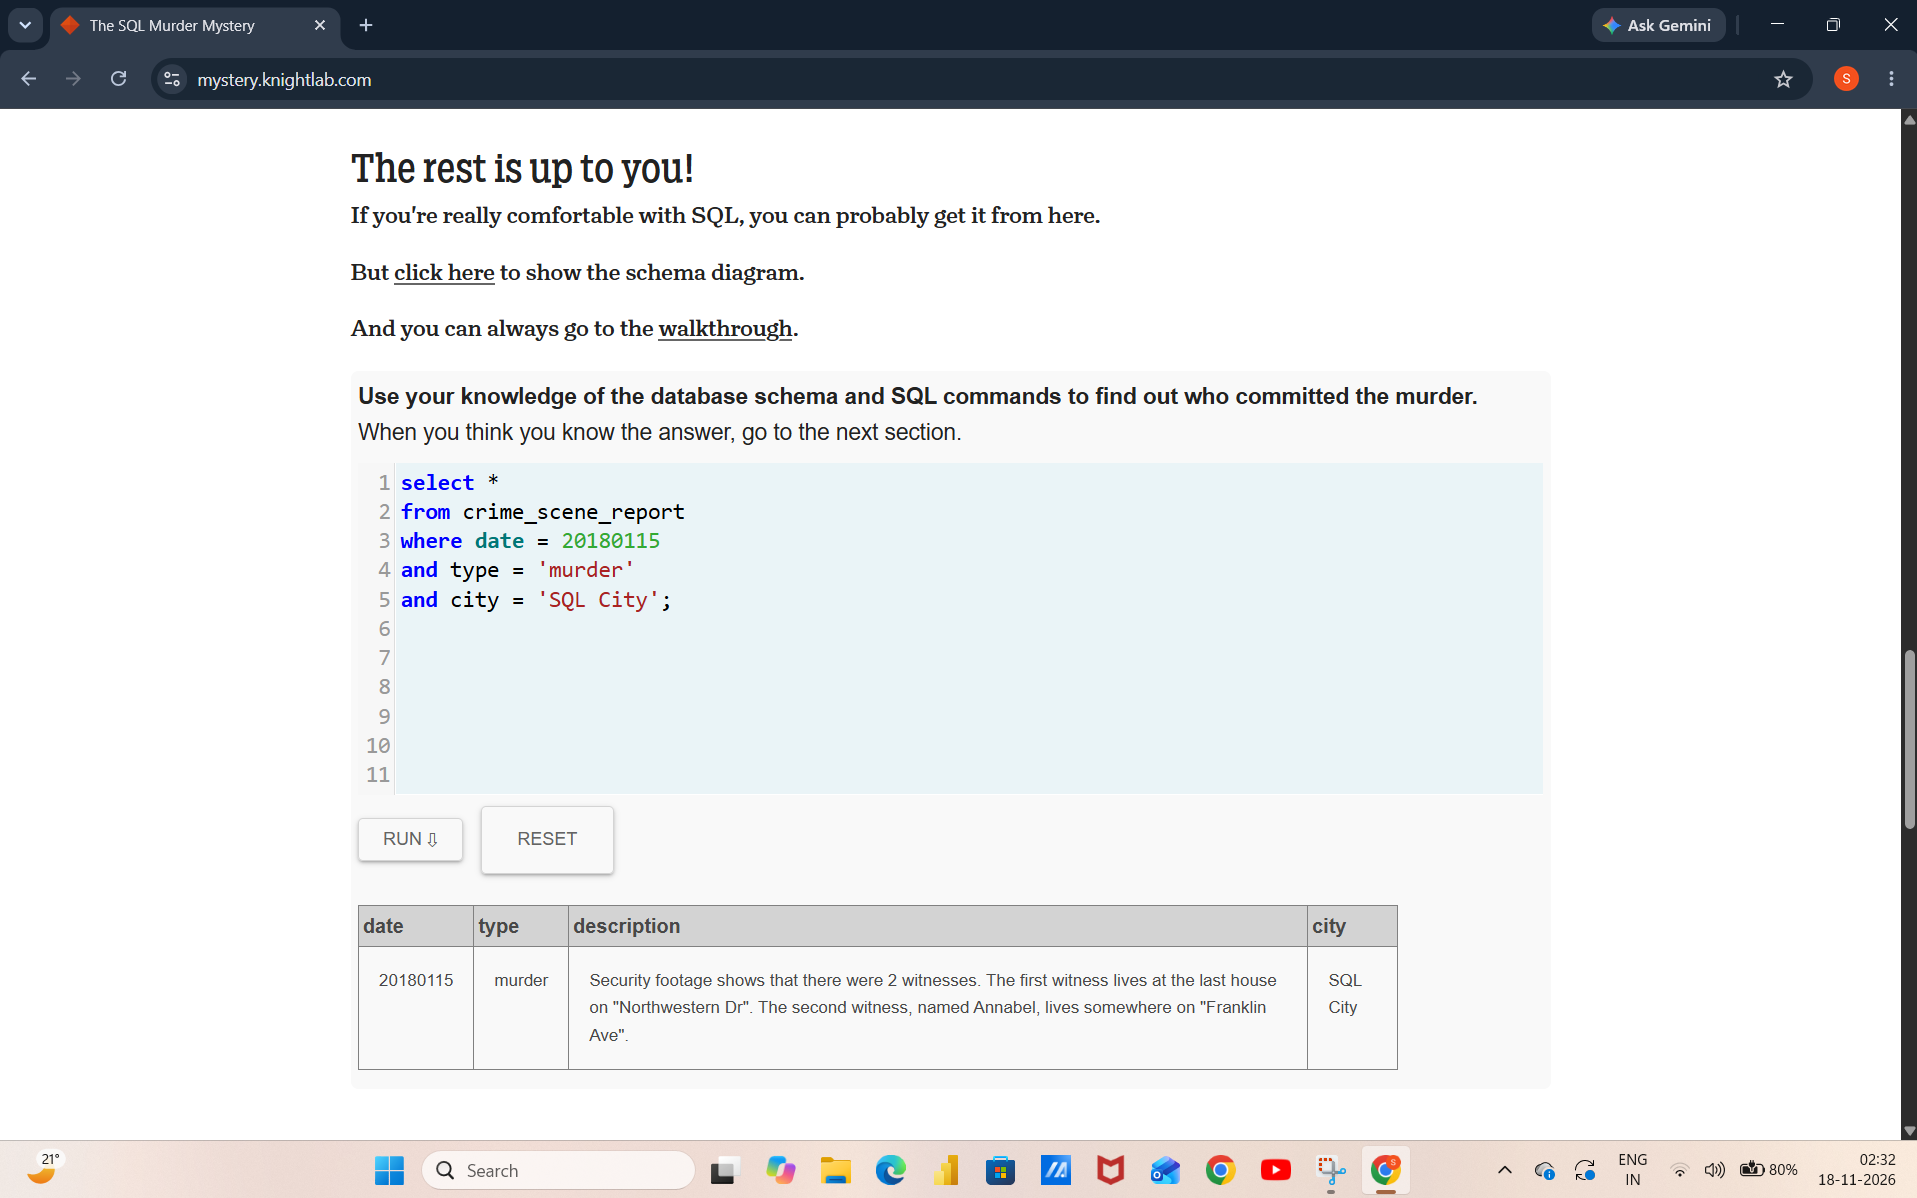 The SQL Murder Mystery
Ask Gemini
mystery.knightlab.com
S
The rest is up to you!
If you're really comfortable with SQL, you can probably get it from here.
But click here to show the schema diagram.
And you can always go to the walkthrough.
Use your knowledge of the database schema and SQL commands to find out who committed the murder.
When you think you know the answer, go to the next section.
1 select *
2 from crime_scene_report
3 where date = 20180115
4 and type = 'murder'
5 and city = 'SQL City';
6
7
8
9
10
11
RUN ⇩ RESET
date type description city
20180115 murder Security footage shows that there were 2 witnesses. The first witness lives at the last house SQL
on "Northwestern Dr". The second witness, named Annabel, lives somewhere on "Franklin City
Ave".
21°
Search
ENG
IN
80%
02:32
18-11-2026